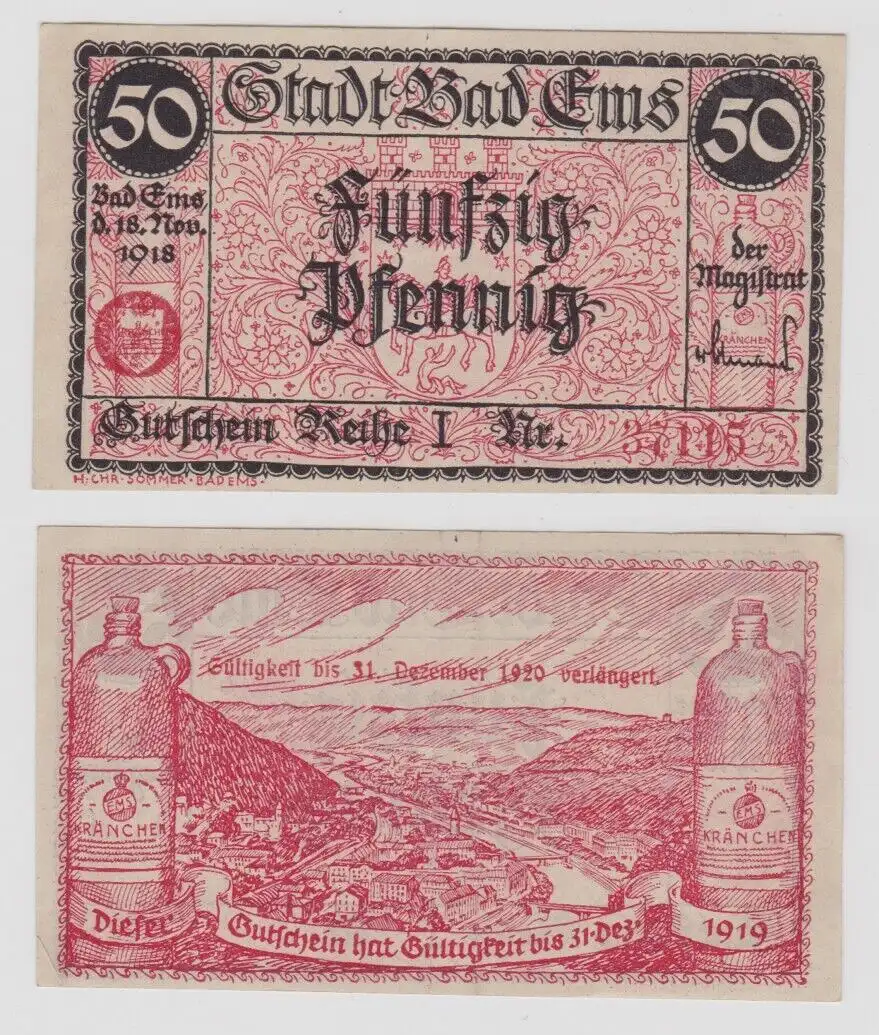 50
Stadt Bad Ems
50
Bad Ems
d. 18. Nov.
1918
Fünfzig
Pfennig
der
Magistrat
KRÄNCHEN
Gutschein Reihe I Nr. 37115
H. CHR. SOMMER · BAD EMS ·
Gültigkeit bis 31. Dezember 1920 verlängert.
EMS
KRÄNCHEN
EMS
KRÄNCHEN
Dieser Gutschein hat Gültigkeit bis 31. Dez. 1919